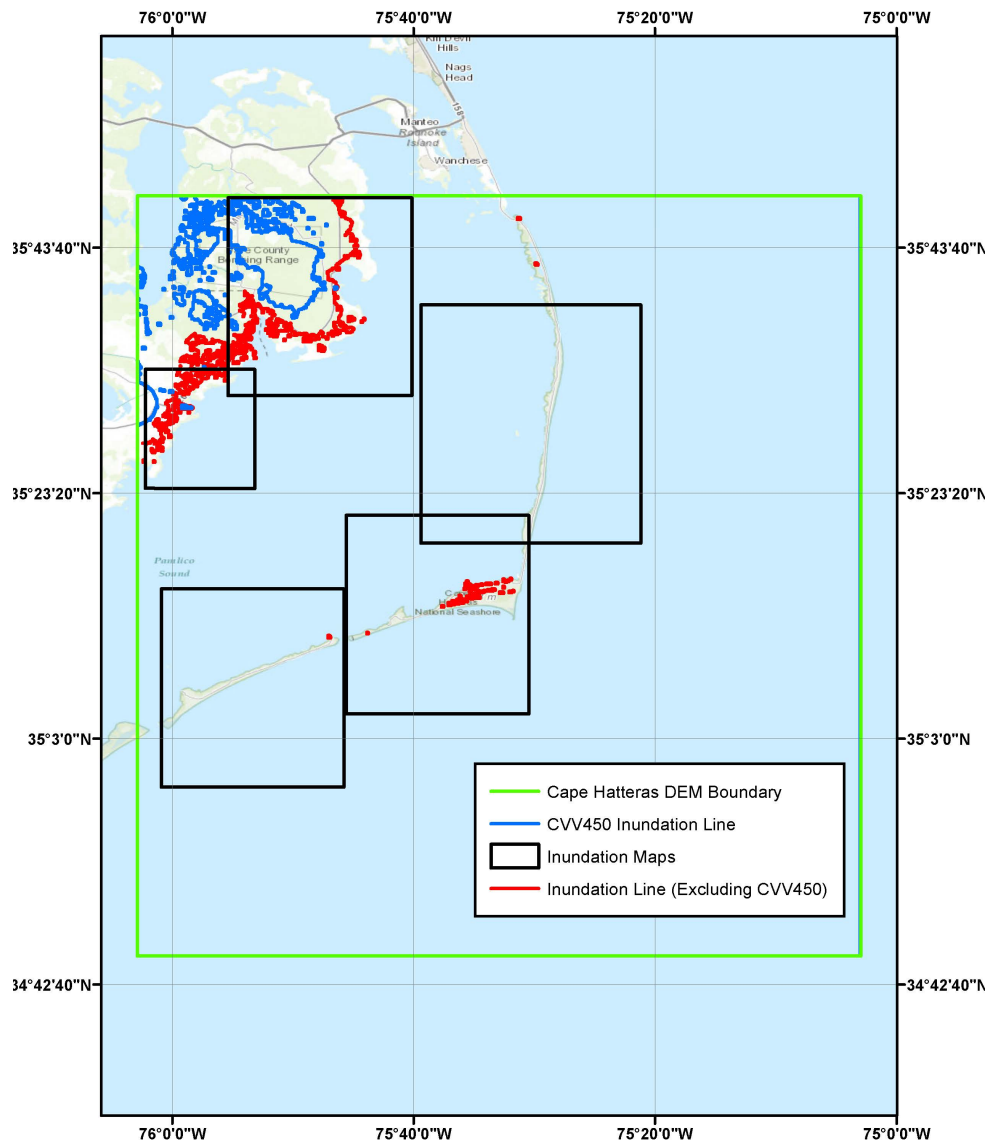 76°0'0"W 75°40'0"W 75°20'0"W 75°0'0"W
Hills
Nags
Head
158
Manteo
Roanoke
Island
Wanchese
35°43'40"N 35°43'40"N
County
Bombing Range
35°23'20"N 35°23'20"N
Pamlico
Sound
National Seashore
35°3'0"N 35°3'0"N
Cape Hatteras DEM Boundary
CVV450 Inundation Line
Inundation Maps
Inundation Line (Excluding CVV450)
34°42'40"N 34°42'40"N
76°0'0"W 75°40'0"W 75°20'0"W 75°0'0"W